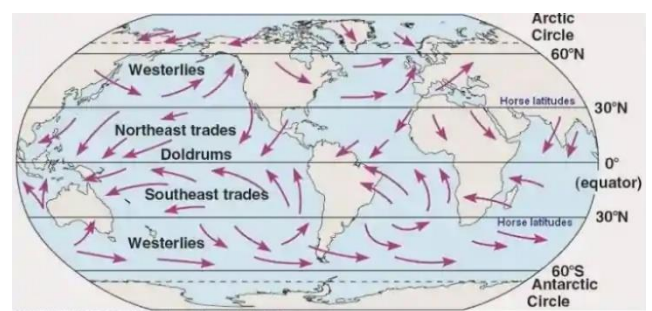 Arctic
Circle
60°N
Westerlies
Horse latitudes
30°N
Northeast trades
Doldrums
0°
(equator)
Southeast trades
Horse latitudes
30°N
Westerlies
60°S
Antarctic
Circle